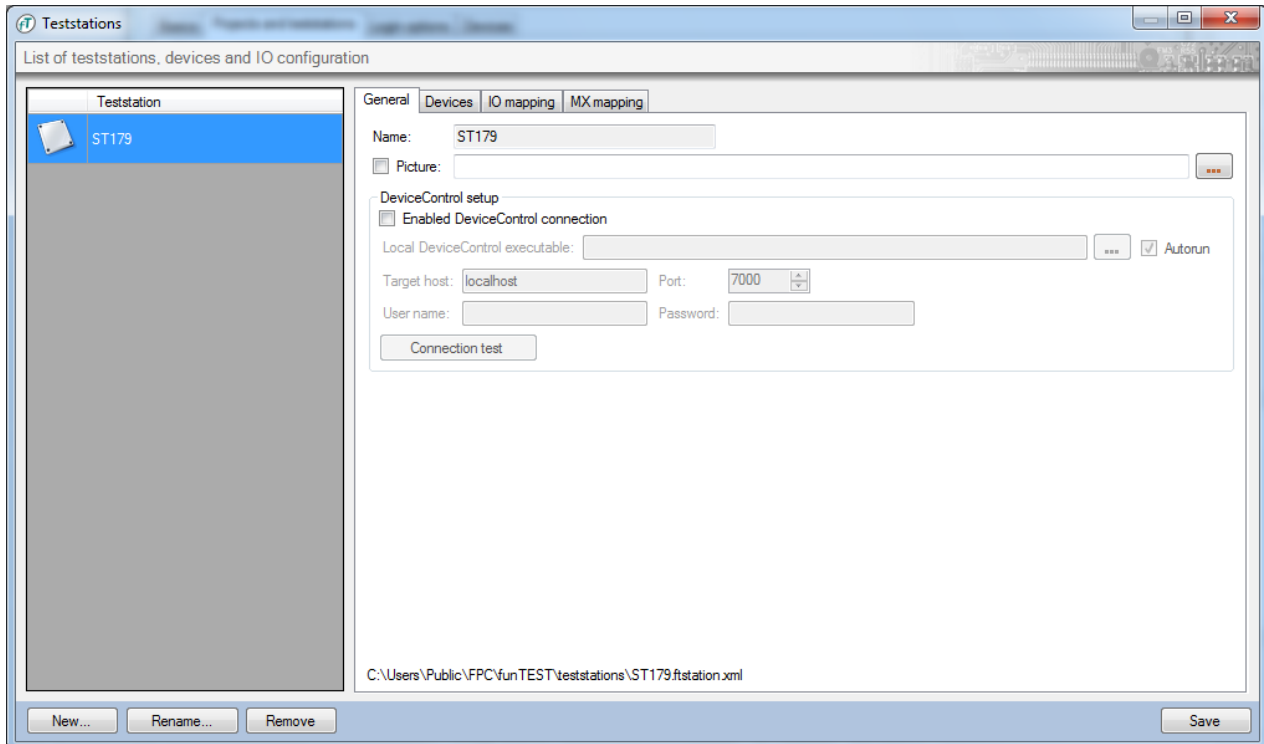 Teststations
List of teststations, devices and IO configuration
Teststation
ST179
General Devices IO mapping MX mapping
Name: ST179
Picture: ...
DeviceControl setup
Enabled DeviceControl connection
Local DeviceControl executable: ... Autorun
Target host: localhost Port: 7000
User name: Password:
Connection test
C:\Users\Public\FPC\funTEST\teststations\ST179.ftstation.xml
New... Rename... Remove Save